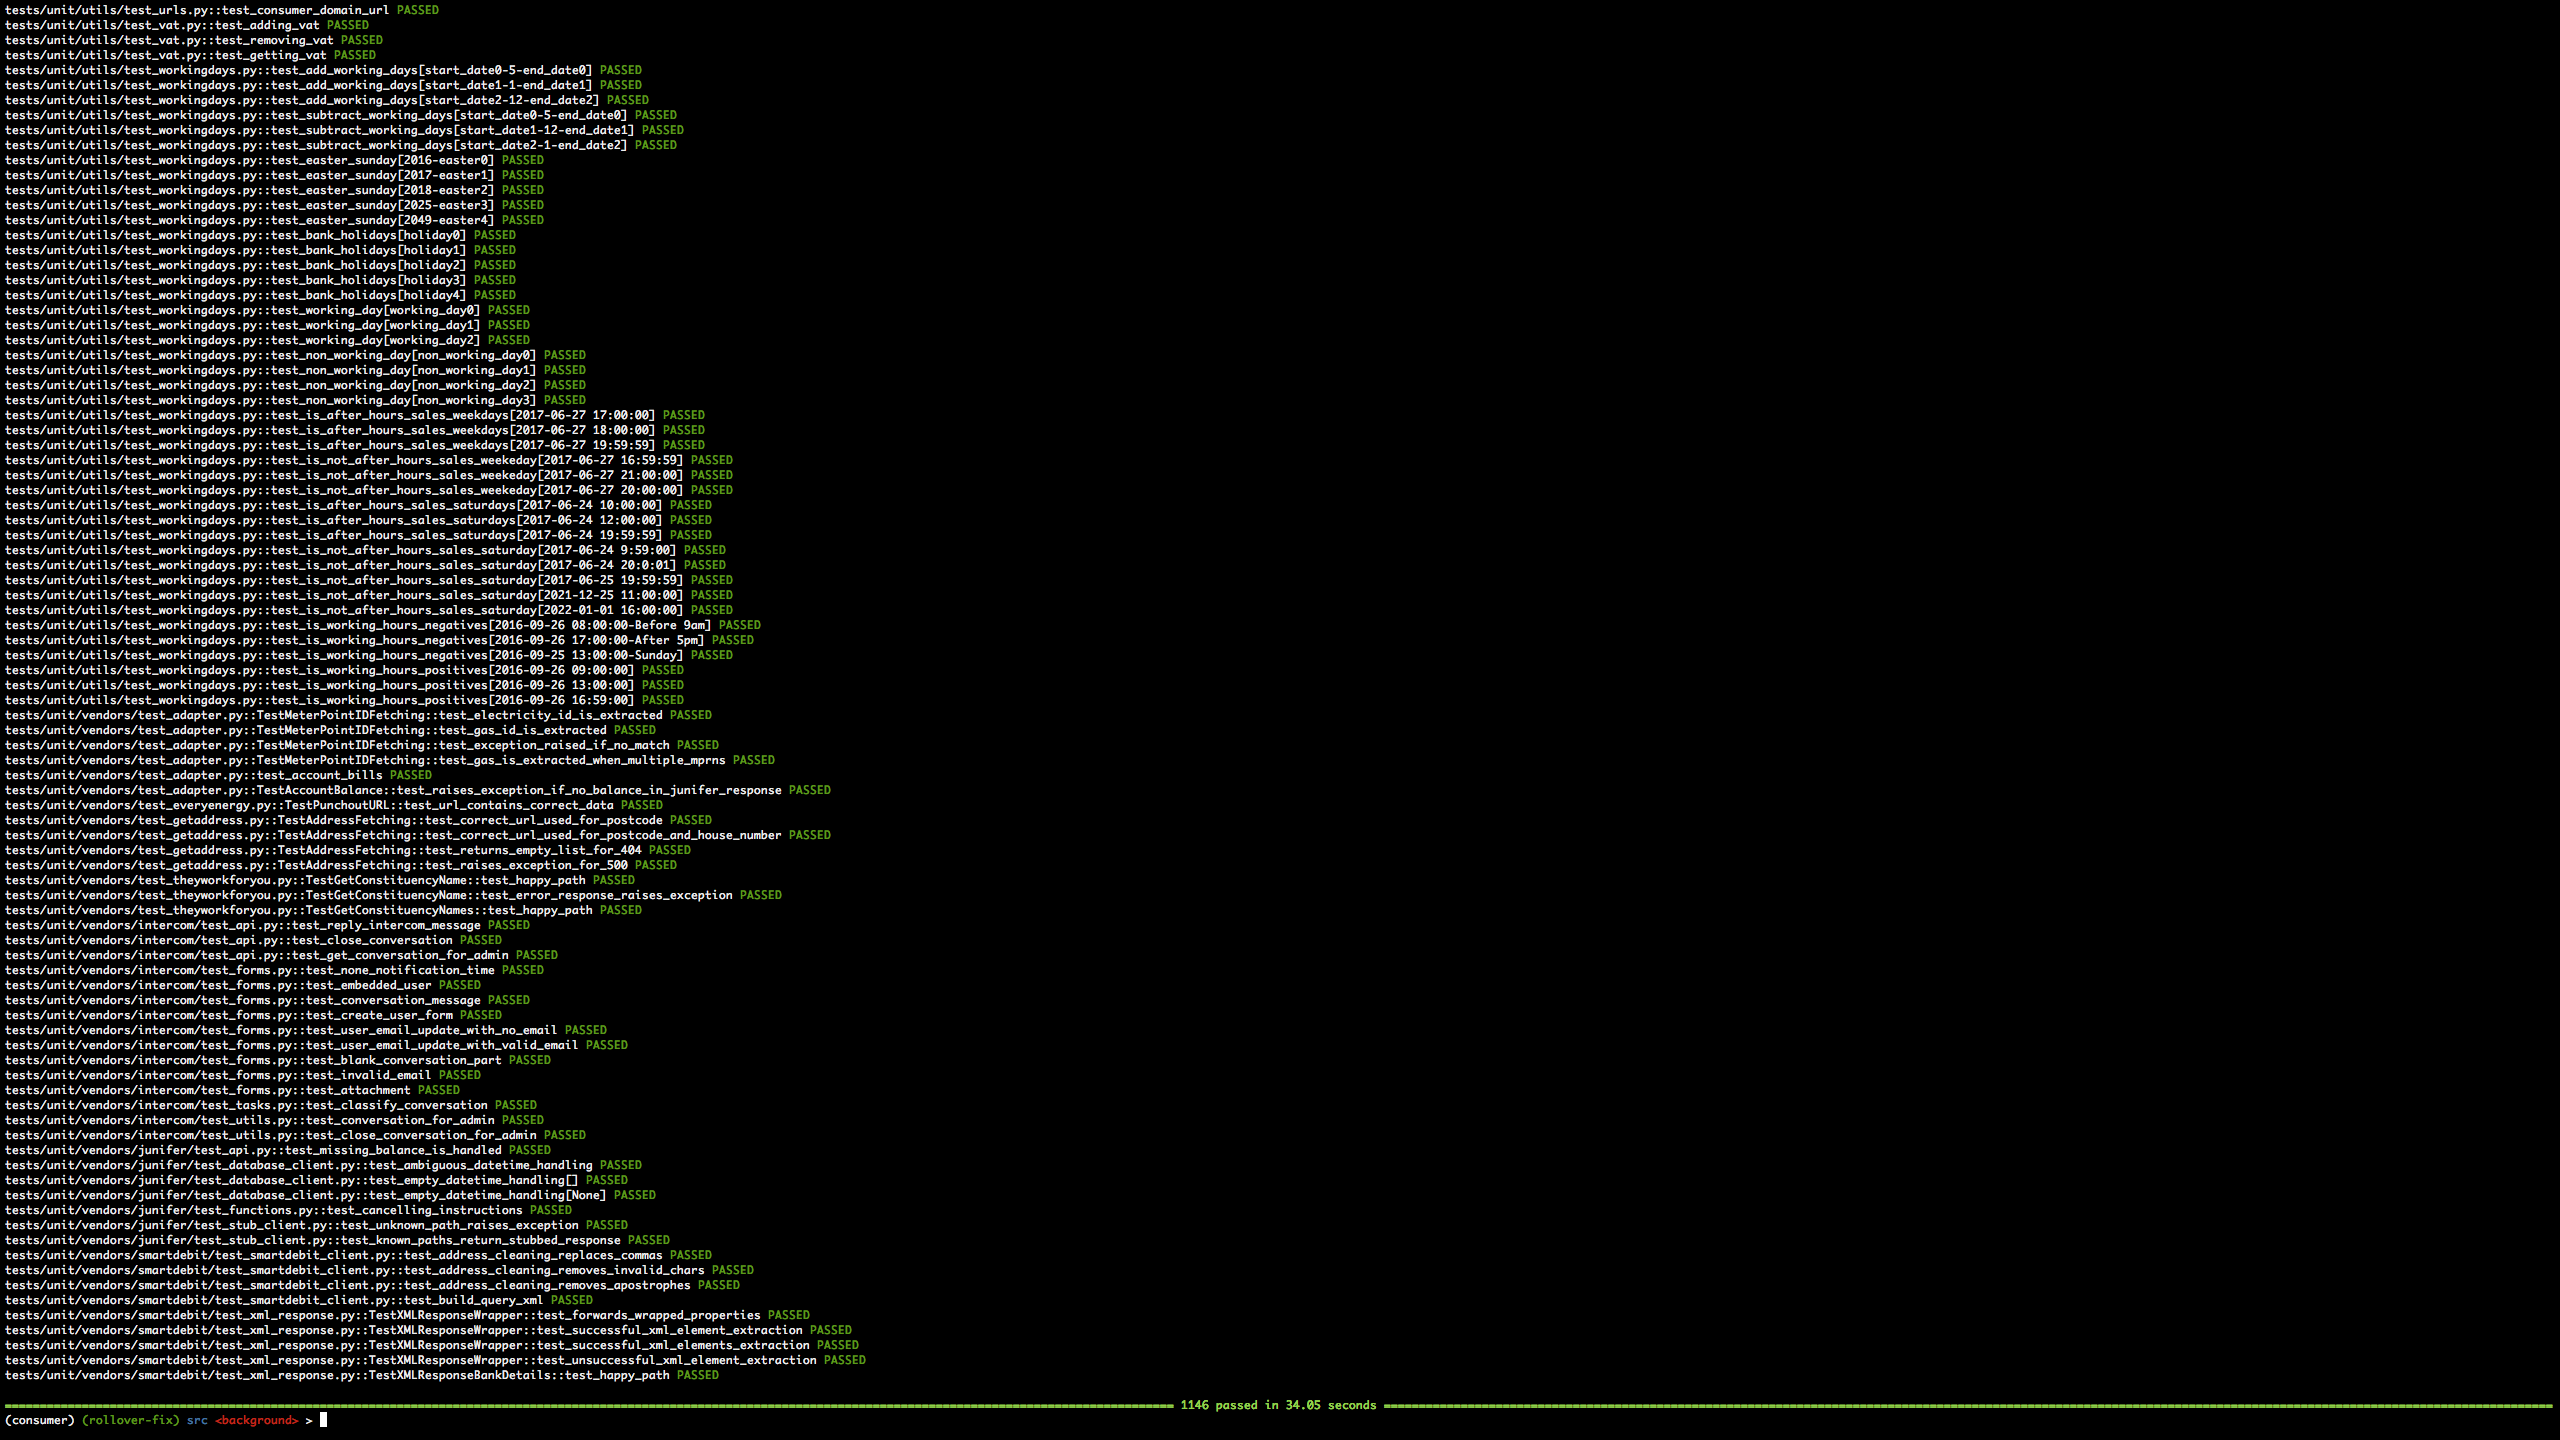 tests/unit/utils/test_urls.py::test_consumer_domain_url PASSED
tests/unit/utils/test_vat.py::test_adding_vat PASSED
tests/unit/utils/test_vat.py::test_removing_vat PASSED
tests/unit/utils/test_vat.py::test_getting_vat PASSED
tests/unit/utils/test_workingdays.py::test_add_working_days[start_date0-5-end_date0] PASSED
tests/unit/utils/test_workingdays.py::test_add_working_days[start_date1-1-end_date1] PASSED
tests/unit/utils/test_workingdays.py::test_add_working_days[start_date2-12-end_date2] PASSED
tests/unit/utils/test_workingdays.py::test_subtract_working_days[start_date0-5-end_date0] PASSED
tests/unit/utils/test_workingdays.py::test_subtract_working_days[start_date1-12-end_date1] PASSED
tests/unit/utils/test_workingdays.py::test_subtract_working_days[start_date2-1-end_date2] PASSED
tests/unit/utils/test_workingdays.py::test_easter_sunday[2016-easter0] PASSED
tests/unit/utils/test_workingdays.py::test_easter_sunday[2017-easter1] PASSED
tests/unit/utils/test_workingdays.py::test_easter_sunday[2018-easter2] PASSED
tests/unit/utils/test_workingdays.py::test_easter_sunday[2025-easter3] PASSED
tests/unit/utils/test_workingdays.py::test_easter_sunday[2049-easter4] PASSED
tests/unit/utils/test_workingdays.py::test_bank_holidays[holiday0] PASSED
tests/unit/utils/test_workingdays.py::test_bank_holidays[holiday1] PASSED
tests/unit/utils/test_workingdays.py::test_bank_holidays[holiday2] PASSED
tests/unit/utils/test_workingdays.py::test_bank_holidays[holiday3] PASSED
tests/unit/utils/test_workingdays.py::test_bank_holidays[holiday4] PASSED
tests/unit/utils/test_workingdays.py::test_working_day[working_day0] PASSED
tests/unit/utils/test_workingdays.py::test_working_day[working_day1] PASSED
tests/unit/utils/test_workingdays.py::test_working_day[working_day2] PASSED
tests/unit/utils/test_workingdays.py::test_non_working_day[non_working_day0] PASSED
tests/unit/utils/test_workingdays.py::test_non_working_day[non_working_day1] PASSED
tests/unit/utils/test_workingdays.py::test_non_working_day[non_working_day2] PASSED
tests/unit/utils/test_workingdays.py::test_non_working_day[non_working_day3] PASSED
tests/unit/utils/test_workingdays.py::test_is_after_hours_sales_weekdays[2017-06-27 17:00:00] PASSED
tests/unit/utils/test_workingdays.py::test_is_after_hours_sales_weekdays[2017-06-27 18:00:00] PASSED
tests/unit/utils/test_workingdays.py::test_is_after_hours_sales_weekdays[2017-06-27 19:59:59] PASSED
tests/unit/utils/test_workingdays.py::test_is_not_after_hours_sales_weekeday[2017-06-27 16:59:59] PASSED
tests/unit/utils/test_workingdays.py::test_is_not_after_hours_sales_weekeday[2017-06-27 21:00:00] PASSED
tests/unit/utils/test_workingdays.py::test_is_not_after_hours_sales_weekeday[2017-06-27 20:00:00] PASSED
tests/unit/utils/test_workingdays.py::test_is_after_hours_sales_saturdays[2017-06-24 10:00:00] PASSED
tests/unit/utils/test_workingdays.py::test_is_after_hours_sales_saturdays[2017-06-24 12:00:00] PASSED
tests/unit/utils/test_workingdays.py::test_is_after_hours_sales_saturdays[2017-06-24 19:59:59] PASSED
tests/unit/utils/test_workingdays.py::test_is_not_after_hours_sales_saturday[2017-06-24 9:59:00] PASSED
tests/unit/utils/test_workingdays.py::test_is_not_after_hours_sales_saturday[2017-06-24 20:0:01] PASSED
tests/unit/utils/test_workingdays.py::test_is_not_after_hours_sales_saturday[2017-06-25 19:59:59] PASSED
tests/unit/utils/test_workingdays.py::test_is_not_after_hours_sales_saturday[2021-12-25 11:00:00] PASSED
tests/unit/utils/test_workingdays.py::test_is_not_after_hours_sales_saturday[2022-01-01 16:00:00] PASSED
tests/unit/utils/test_workingdays.py::test_is_working_hours_negatives[2016-09-26 08:00:00-Before 9am] PASSED
tests/unit/utils/test_workingdays.py::test_is_working_hours_negatives[2016-09-26 17:00:00-After 5pm] PASSED
tests/unit/utils/test_workingdays.py::test_is_working_hours_negatives[2016-09-25 13:00:00-Sunday] PASSED
tests/unit/utils/test_workingdays.py::test_is_working_hours_positives[2016-09-26 09:00:00] PASSED
tests/unit/utils/test_workingdays.py::test_is_working_hours_positives[2016-09-26 13:00:00] PASSED
tests/unit/utils/test_workingdays.py::test_is_working_hours_positives[2016-09-26 16:59:00] PASSED
tests/unit/vendors/test_adapter.py::TestMeterPointIDFetching::test_electricity_id_is_extracted PASSED
tests/unit/vendors/test_adapter.py::TestMeterPointIDFetching::test_gas_id_is_extracted PASSED
tests/unit/vendors/test_adapter.py::TestMeterPointIDFetching::test_exception_raised_if_no_match PASSED
tests/unit/vendors/test_adapter.py::TestMeterPointIDFetching::test_gas_is_extracted_when_multiple_mprns PASSED
tests/unit/vendors/test_adapter.py::test_account_bills PASSED
tests/unit/vendors/test_adapter.py::TestAccountBalance::test_raises_exception_if_no_balance_in_junifer_response PASSED
tests/unit/vendors/test_everyenergy.py::TestPunchoutURL::test_url_contains_correct_data PASSED
tests/unit/vendors/test_getaddress.py::TestAddressFetching::test_correct_url_used_for_postcode PASSED
tests/unit/vendors/test_getaddress.py::TestAddressFetching::test_correct_url_used_for_postcode_and_house_number PASSED
tests/unit/vendors/test_getaddress.py::TestAddressFetching::test_returns_empty_list_for_404 PASSED
tests/unit/vendors/test_getaddress.py::TestAddressFetching::test_raises_exception_for_500 PASSED
tests/unit/vendors/test_theyworkforyou.py::TestGetConstituencyName::test_happy_path PASSED
tests/unit/vendors/test_theyworkforyou.py::TestGetConstituencyName::test_error_response_raises_exception PASSED
tests/unit/vendors/test_theyworkforyou.py::TestGetConstituencyNames::test_happy_path PASSED
tests/unit/vendors/intercom/test_api.py::test_reply_intercom_message PASSED
tests/unit/vendors/intercom/test_api.py::test_close_conversation PASSED
tests/unit/vendors/intercom/test_api.py::test_get_conversation_for_admin PASSED
tests/unit/vendors/intercom/test_forms.py::test_none_notification_time PASSED
tests/unit/vendors/intercom/test_forms.py::test_embedded_user PASSED
tests/unit/vendors/intercom/test_forms.py::test_conversation_message PASSED
tests/unit/vendors/intercom/test_forms.py::test_create_user_form PASSED
tests/unit/vendors/intercom/test_forms.py::test_user_email_update_with_no_email PASSED
tests/unit/vendors/intercom/test_forms.py::test_user_email_update_with_valid_email PASSED
tests/unit/vendors/intercom/test_forms.py::test_blank_conversation_part PASSED
tests/unit/vendors/intercom/test_forms.py::test_invalid_email PASSED
tests/unit/vendors/intercom/test_forms.py::test_attachment PASSED
tests/unit/vendors/intercom/test_tasks.py::test_classify_conversation PASSED
tests/unit/vendors/intercom/test_utils.py::test_conversation_for_admin PASSED
tests/unit/vendors/intercom/test_utils.py::test_close_conversation_for_admin PASSED
tests/unit/vendors/junifer/test_api.py::test_missing_balance_is_handled PASSED
tests/unit/vendors/junifer/test_database_client.py::test_ambiguous_datetime_handling PASSED
tests/unit/vendors/junifer/test_database_client.py::test_empty_datetime_handling[] PASSED
tests/unit/vendors/junifer/test_database_client.py::test_empty_datetime_handling[None] PASSED
tests/unit/vendors/junifer/test_functions.py::test_cancelling_instructions PASSED
tests/unit/vendors/junifer/test_stub_client.py::test_unknown_path_raises_exception PASSED
tests/unit/vendors/junifer/test_stub_client.py::test_known_paths_return_stubbed_response PASSED
tests/unit/vendors/smartdebit/test_smartdebit_client.py::test_address_cleaning_replaces_commas PASSED
tests/unit/vendors/smartdebit/test_smartdebit_client.py::test_address_cleaning_removes_invalid_chars PASSED
tests/unit/vendors/smartdebit/test_smartdebit_client.py::test_address_cleaning_removes_apostrophes PASSED
tests/unit/vendors/smartdebit/test_smartdebit_client.py::test_build_query_xml PASSED
tests/unit/vendors/smartdebit/test_xml_response.py::TestXMLResponseWrapper::test_forwards_wrapped_properties PASSED
tests/unit/vendors/smartdebit/test_xml_response.py::TestXMLResponseWrapper::test_successful_xml_element_extraction PASSED
tests/unit/vendors/smartdebit/test_xml_response.py::TestXMLResponseWrapper::test_successful_xml_elements_extraction PASSED
tests/unit/vendors/smartdebit/test_xml_response.py::TestXMLResponseWrapper::test_unsuccessful_xml_element_extraction PASSED
tests/unit/vendors/smartdebit/test_xml_response.py::TestXMLResponseBankDetails::test_happy_path PASSED
1146 passed in 34.05 seconds
(consumer) (rollover-fix) src <background> >